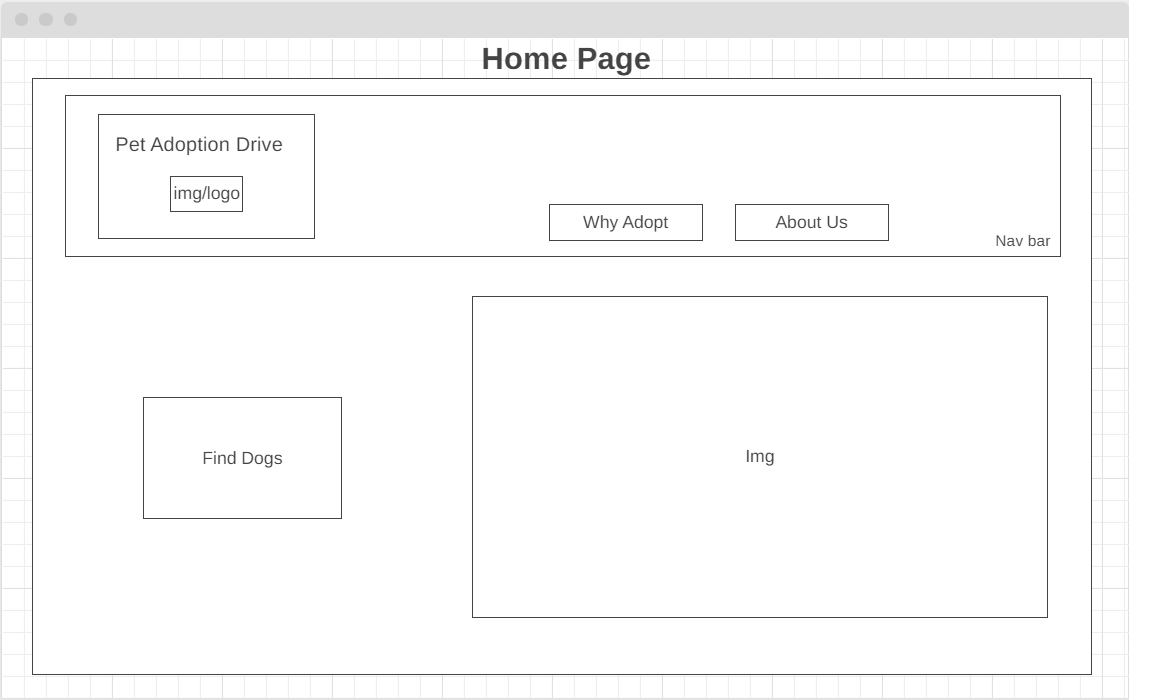 Home Page
Pet Adoption Drive
img/logo
Why Adopt
About Us
Nav bar
Find Dogs
Img